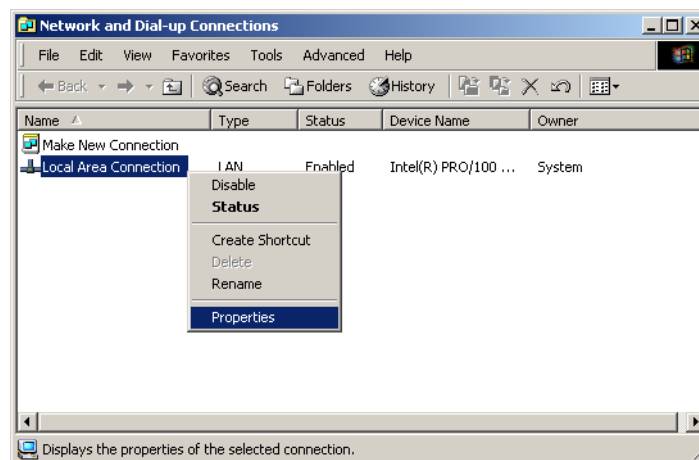 Network and Dial-up Connections
File Edit View Favorites Tools Advanced Help
Back Search Folders History
Name Type Status Device Name Owner
Make New Connection
Local Area Connection LAN Enabled Intel(R) PRO/100 ... System
Disable
Status
Create Shortcut
Delete
Rename
Properties
Displays the properties of the selected connection.